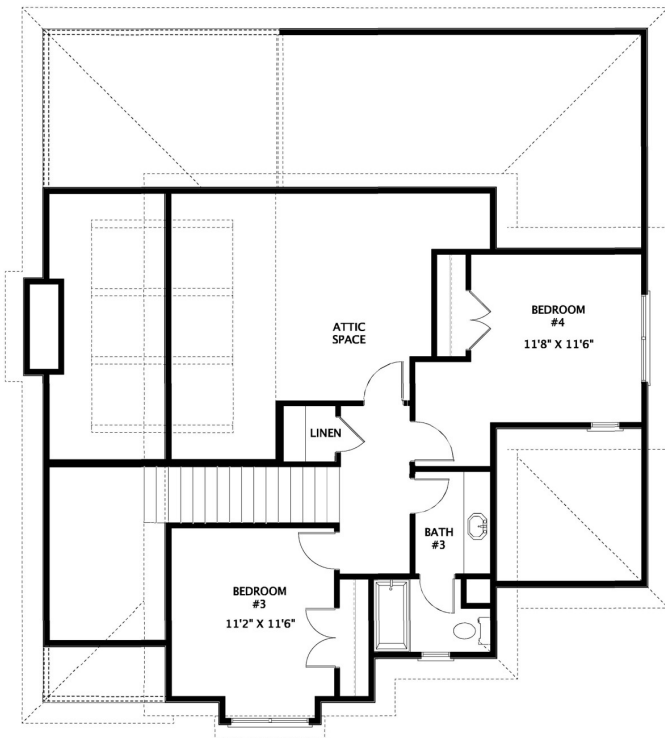 BEDROOM
#4
11'8" X 11'6"
ATTIC
SPACE
LINEN
BATH
#3
BEDROOM
#3
11'2" X 11'6"